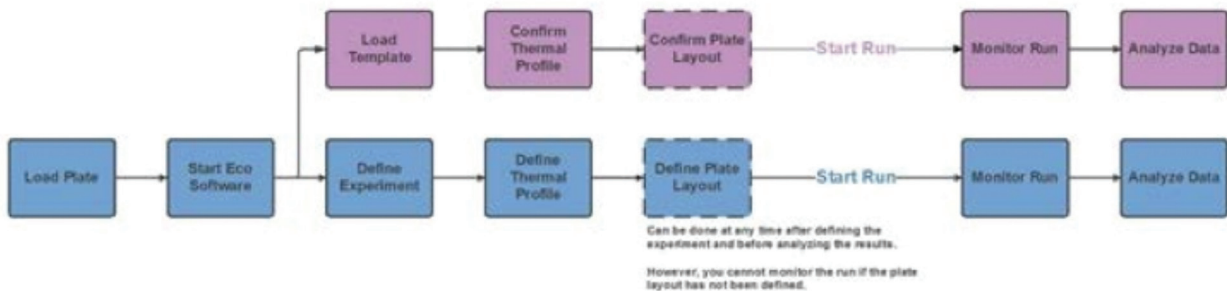 Load
Template
Confirm
Thermal
Profile
Confirm Plate
Layout
Start Run
Monitor Run
Analyze Data
Load Plate
Start Eco
Software
Define
Experiment
Define
Thermal
Profile
Define Plate
Layout
Start Run
Monitor Run
Analyze Data
Can be done at any time after defining the
experiment and before analyzing the results.
However, you cannot monitor the run if the plate
layout has not been defined.